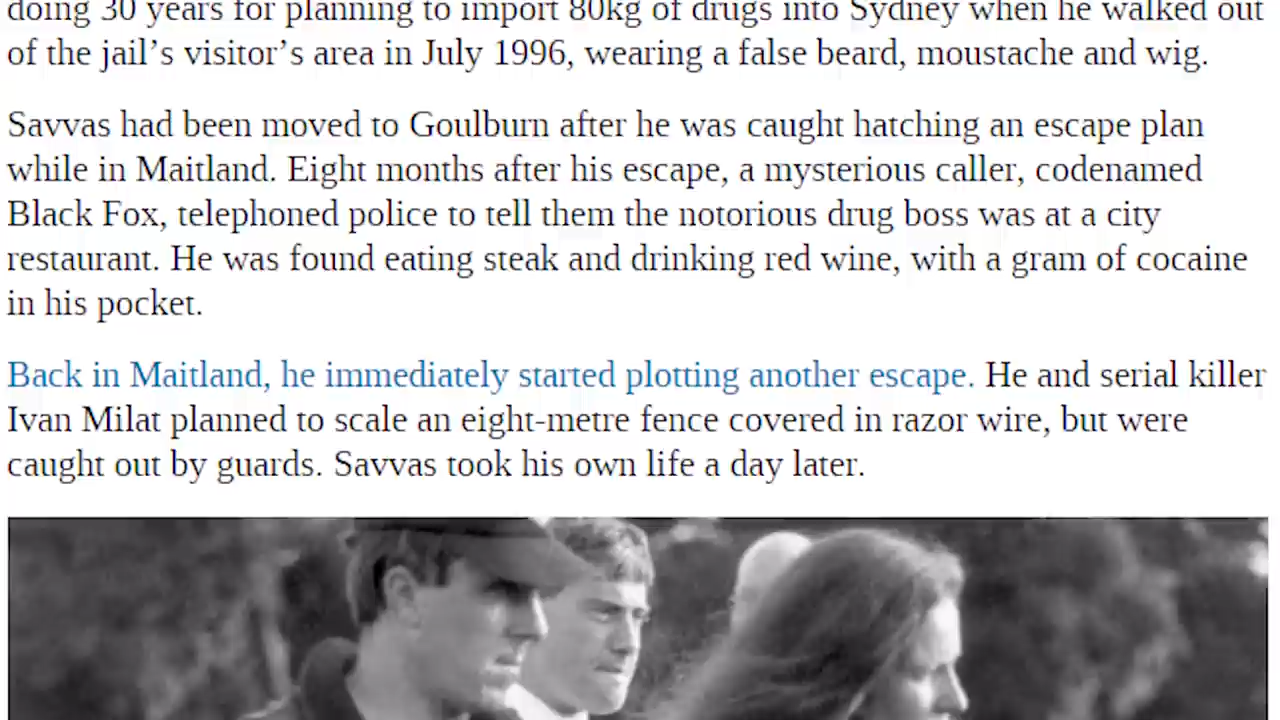 doing 30 years for planning to import 80kg of drugs into Sydney when he walked out
of the jail’s visitor’s area in July 1996, wearing a false beard, moustache and wig.
Savvas had been moved to Goulburn after he was caught hatching an escape plan
while in Maitland. Eight months after his escape, a mysterious caller, codenamed
Black Fox, telephoned police to tell them the notorious drug boss was at a city
restaurant. He was found eating steak and drinking red wine, with a gram of cocaine
in his pocket.
Back in Maitland, he immediately started plotting another escape. He and serial killer
Ivan Milat planned to scale an eight-metre fence covered in razor wire, but were
caught out by guards. Savvas took his own life a day later.